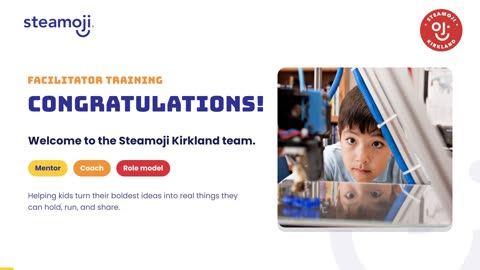 steamoji
STEAMOJI
KIRKLAND
FACILITATOR TRAINING
CONGRATULATIONS!
Welcome to the Steamoji Kirkland team.
Mentor
Coach
Role model
Helping kids turn their boldest ideas into real things they
can hold, run, and share.